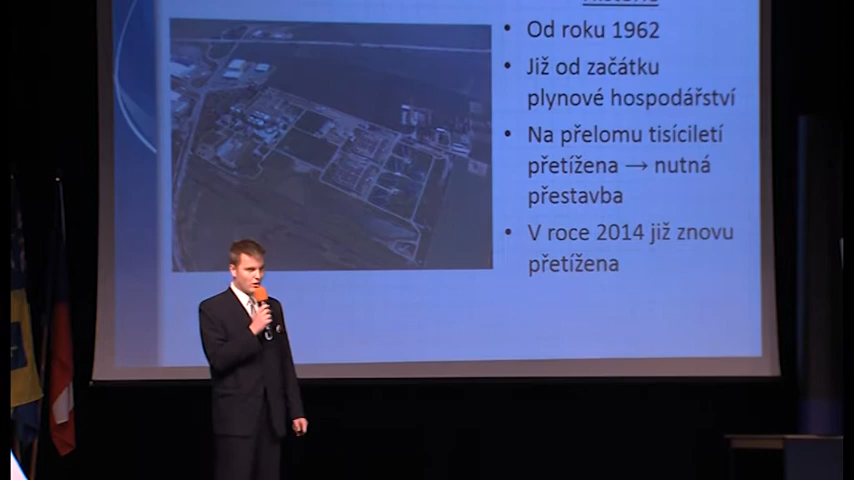 Historie
• Od roku 1962
• Již od začátku
plynové hospodářství
• Na přelomu tisíciletí
přetížena → nutná
přestavba
• V roce 2014 již znovu
přetížena